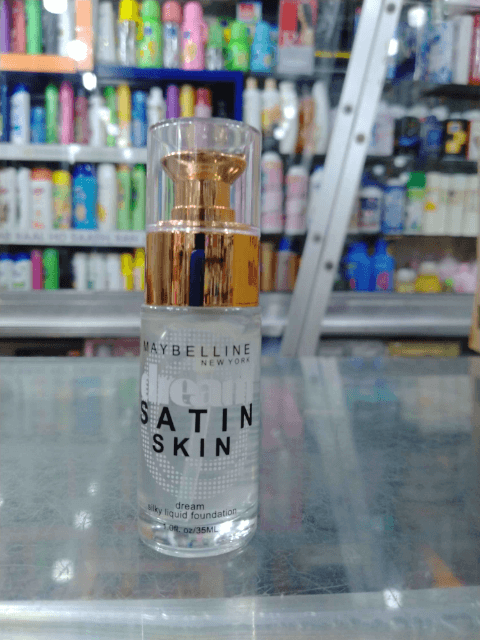 MAYBELLINE
NEW YORK
dream
SATIN
SKIN
dream
silky liquid foundation
1.0fl. oz/35ML